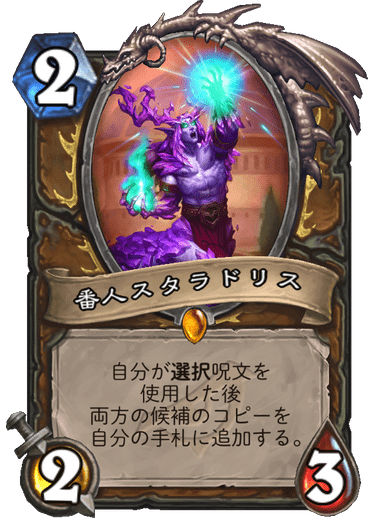 2
番人スタラドリス
自分が選択呪文を
使用した後
両方の候補のコピーを
自分の手札に追加する。
2
3